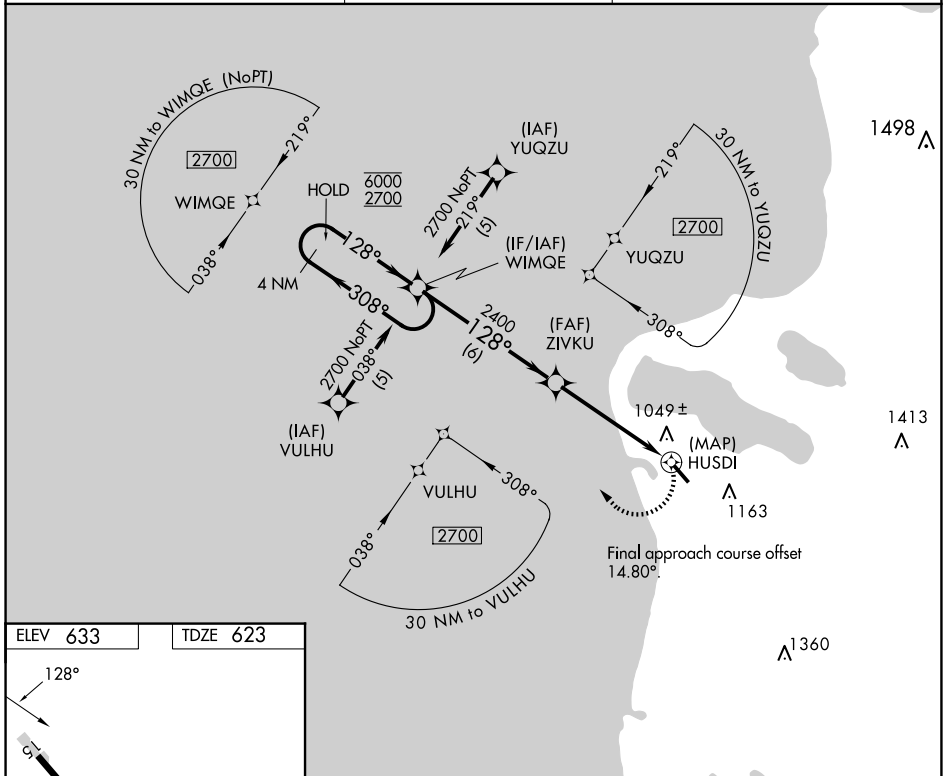 30 NM to WIMQE (NoPT)
219°
2700
WIMQE
038°
HOLD
6000
2700
4 NM
128°
308°
(IAF)
YUQZU
2700 NoPT
219°
(5)
(IF/IAF)
WIMQE
1498
30 NM to YUQZU
219°
2700
YUQZU
308°
2400
128°
(6)
(FAF)
ZIVKU
2700 NoPT
038°
(5)
(IAF)
VULHU
1049±
(MAP)
HUSDI
1413
1163
VULHU
308°
038°
2700
30 NM to VULHU
Final approach course offset
14.80°.
1360
ELEV 633
TDZE 623
128°
15